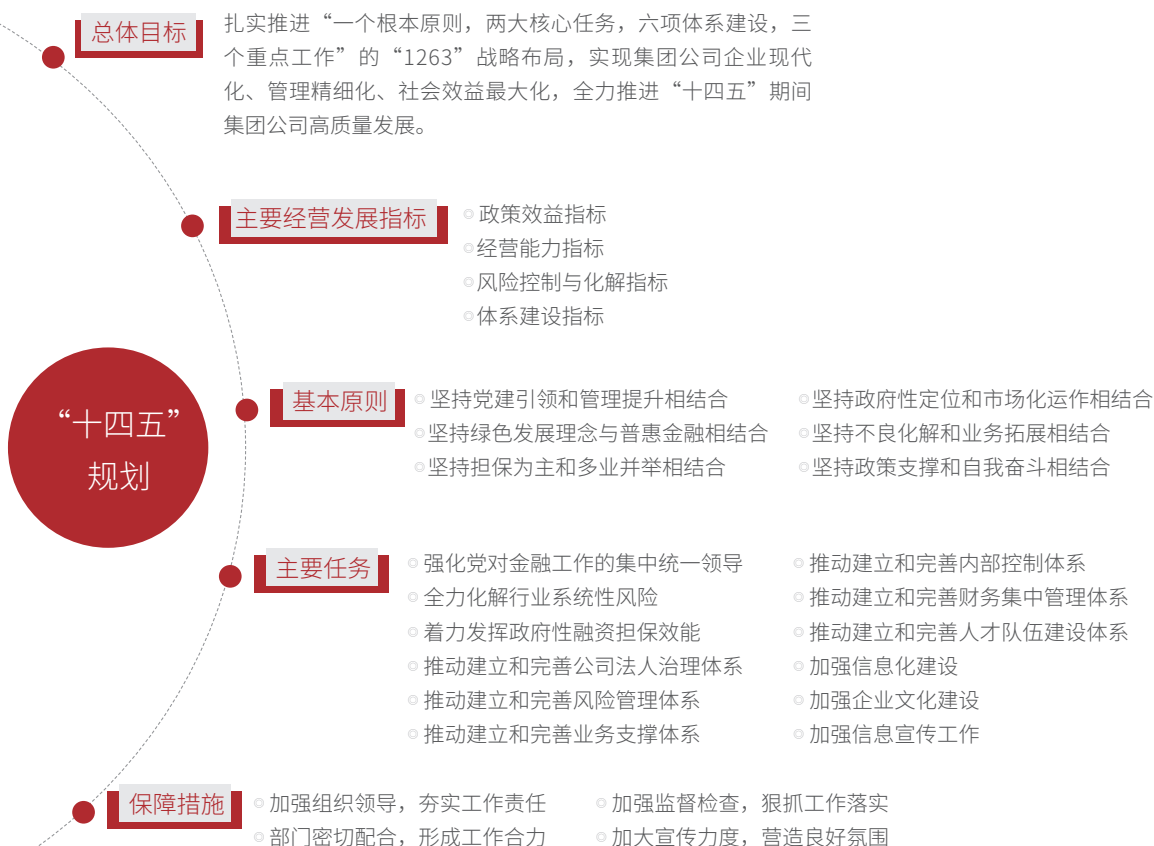 总体目标
扎实推进“一个根本原则，两大核心任务，六项体系建设，三
个重点工作”的“1263”战略布局，实现集团公司企业现代
化、管理精细化、社会效益最大化，全力推进“十四五”期间
集团公司高质量发展。
主要经营发展指标
政策效益指标
经营能力指标
风险控制与化解指标
体系建设指标
“十四五”
规划
基本原则
坚持党建引领和管理提升相结合
坚持绿色发展理念与普惠金融相结合
坚持担保为主和多业并举相结合
坚持政府性定位和市场化运作相结合
坚持不良化解和业务拓展相结合
坚持政策支撑和自我奋斗相结合
主要任务
强化党对金融工作的集中统一领导
全力化解行业系统性风险
着力发挥政府性融资担保效能
推动建立和完善公司法人治理体系
推动建立和完善风险管理体系
推动建立和完善业务支撑体系
推动建立和完善内部控制体系
推动建立和完善财务集中管理体系
推动建立和完善人才队伍建设体系
加强信息化建设
加强企业文化建设
加强信息宣传工作
保障措施
加强组织领导，夯实工作责任
部门密切配合，形成工作合力
加强监督检查，狠抓工作落实
加大宣传力度，营造良好氛围